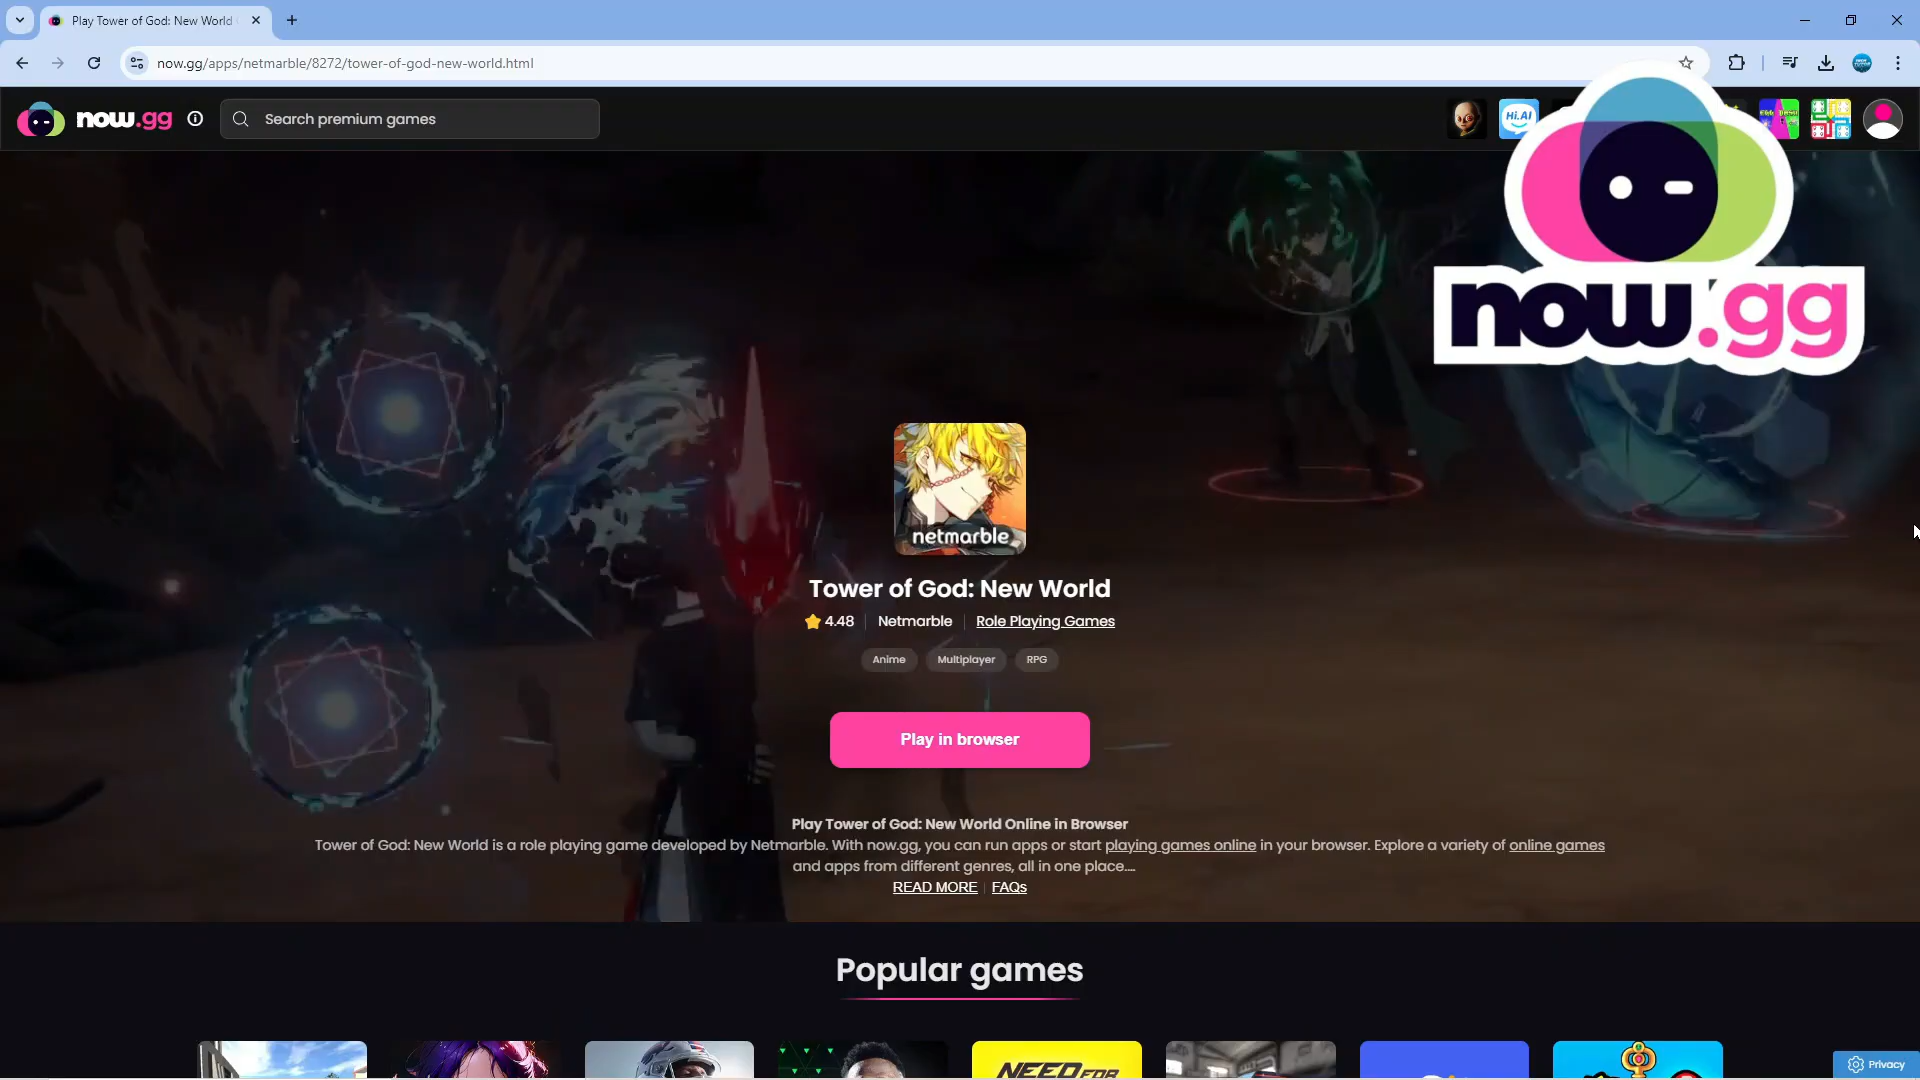 Play Tower of God: New World
now.gg/apps/netmarble/8272/tower-of-god-new-world.html
now.gg
Search premium games
Hi.AI
now.gg
netmarble
Tower of God: New World
4.48 Netmarble Role Playing Games
Anime Multiplayer RPG
Play in browser
Play Tower of God: New World Online in Browser
Tower of God: New World is a role playing game developed by Netmarble. With now.gg, you can run apps or start playing games online in your browser. Explore a variety of online games
and apps from different genres, all in one place....
READ MORE FAQs
Popular games
NEED FOR
Privacy